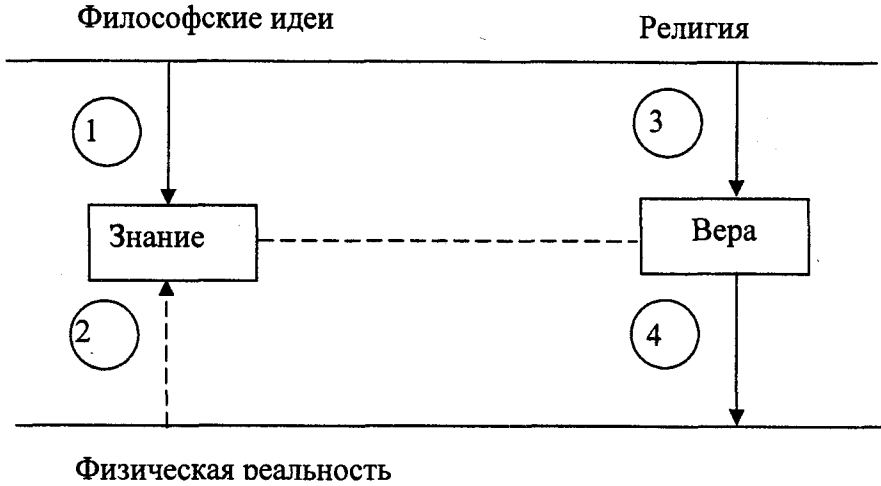 Философские идеи
Религия
1
3
Знание
Вера
2
4
Физическая реальность